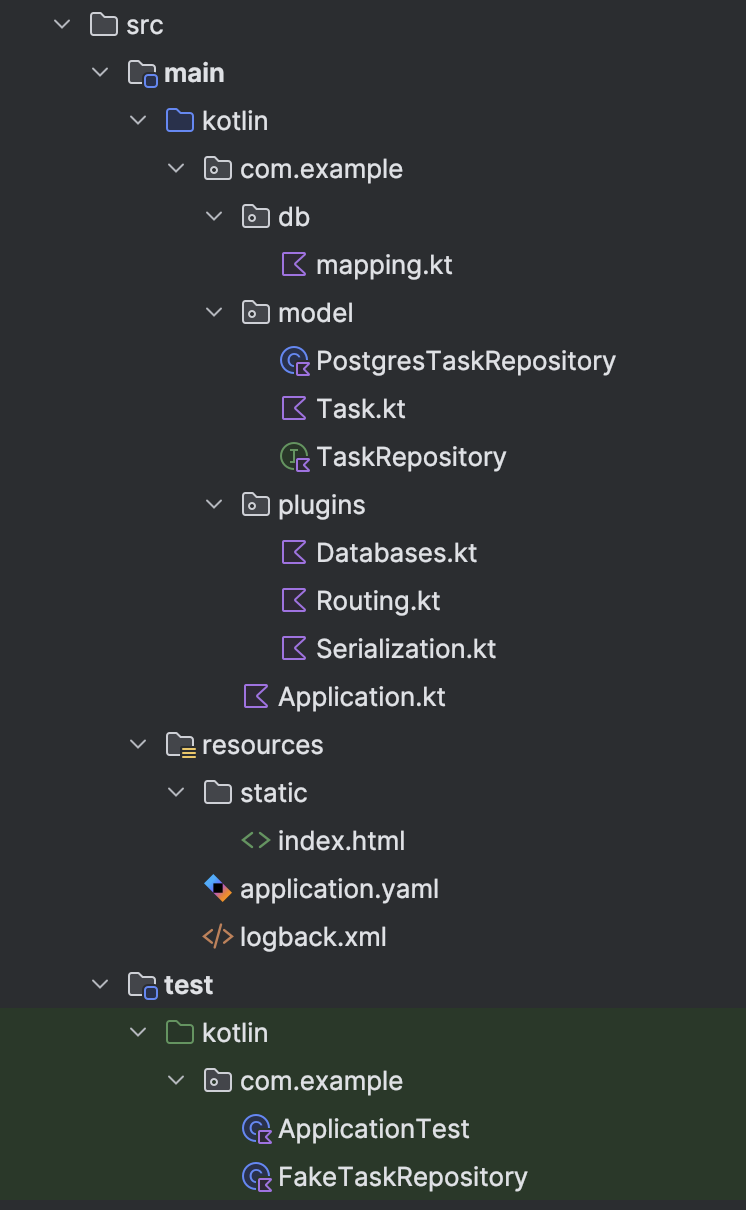 src
main
kotlin
com.example
db
mapping.kt
model
PostgresTaskRepository
Task.kt
TaskRepository
plugins
Databases.kt
Routing.kt
Serialization.kt
Application.kt
resources
static
index.html
application.yaml
logback.xml
test
kotlin
com.example
ApplicationTest
FakeTaskRepository